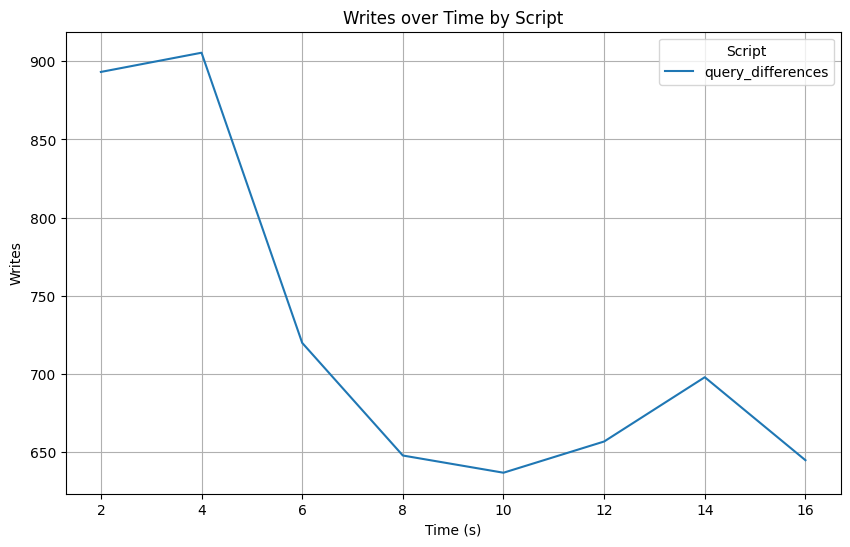 Writes over Time by Script
Script
query_differences
Writes
900
850
800
750
700
650
2 4 6 8 10 12 14 16
Time (s)